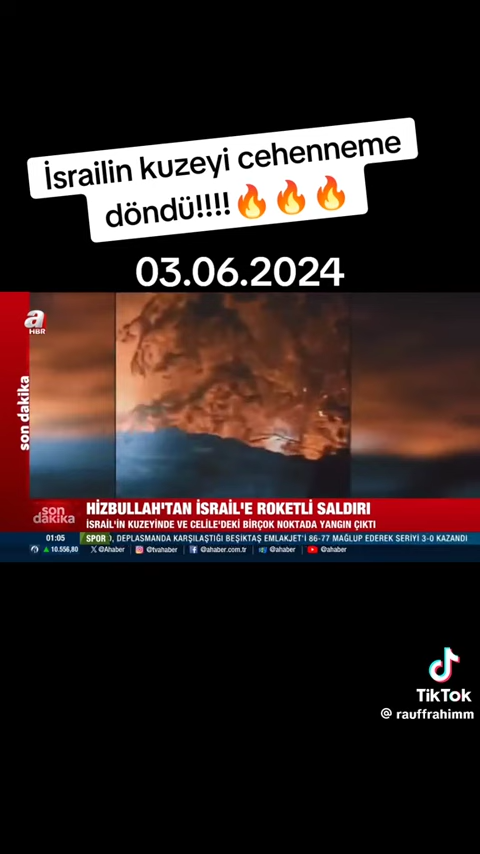 İsrailin kuzeyi cehenneme
döndü!!!!🔥🔥🔥
03.06.2024
a
HBR
son dakika
son
dakika
HİZBULLAH'TAN İSRAİL'E ROKETLİ SALDIRI
İSRAİL'İN KUZEYİNDE VE CELİLE'DEKİ BİRÇOK NOKTADA YANGIN ÇIKTI
01:05 SPOR , DEPLASMANDA KARŞILAŞTIĞI BEŞİKTAŞ EMLAKJET'İ 86-77 MAĞLUP EDEREK SERİYİ 3-0 KAZANDI
▲ 10.556,80 @Ahaber @tvahaber @ahaber.com.tr @ahaber @ahaber
TikTok
@ rauffrahimm